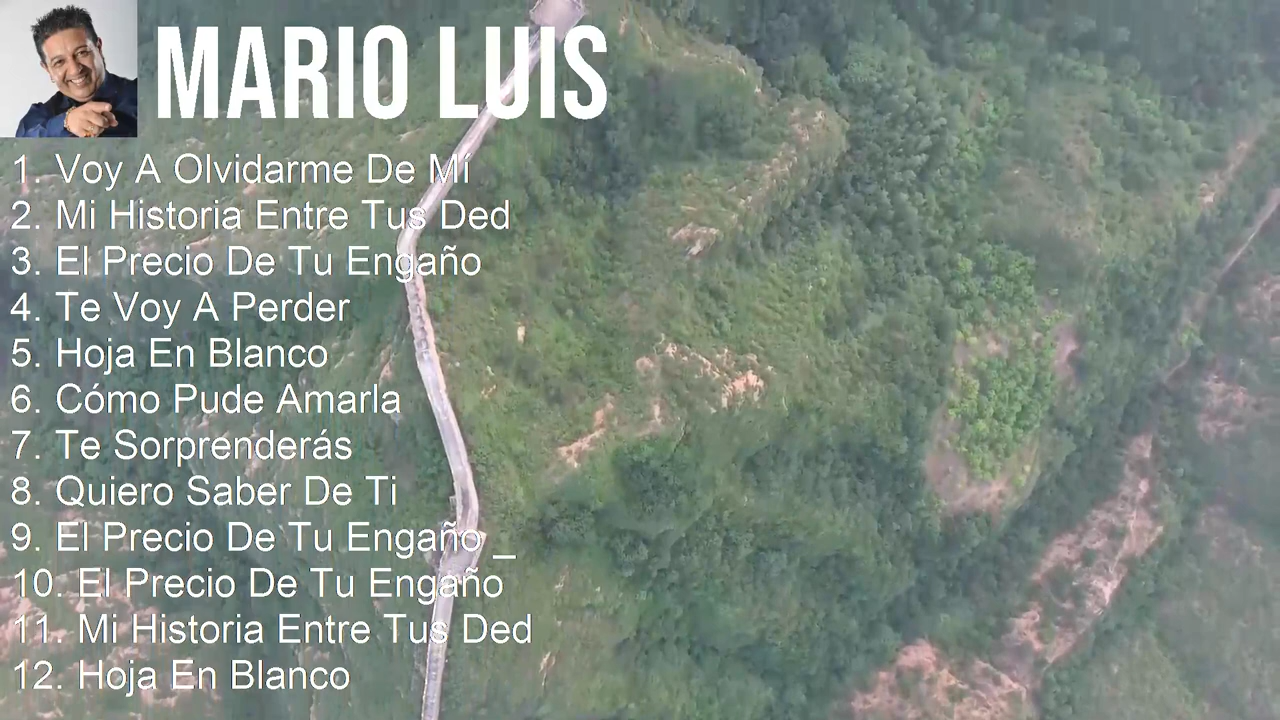 MARIO LUIS
1. Voy A Olvidarme De Mí
2. Mi Historia Entre Tus Ded
3. El Precio De Tu Engaño
4. Te Voy A Perder
5. Hoja En Blanco
6. Cómo Pude Amarla
7. Te Sorprenderás
8. Quiero Saber De Ti
9. El Precio De Tu Engaño _
10. El Precio De Tu Engaño
11. Mi Historia Entre Tus Ded
12. Hoja En Blanco